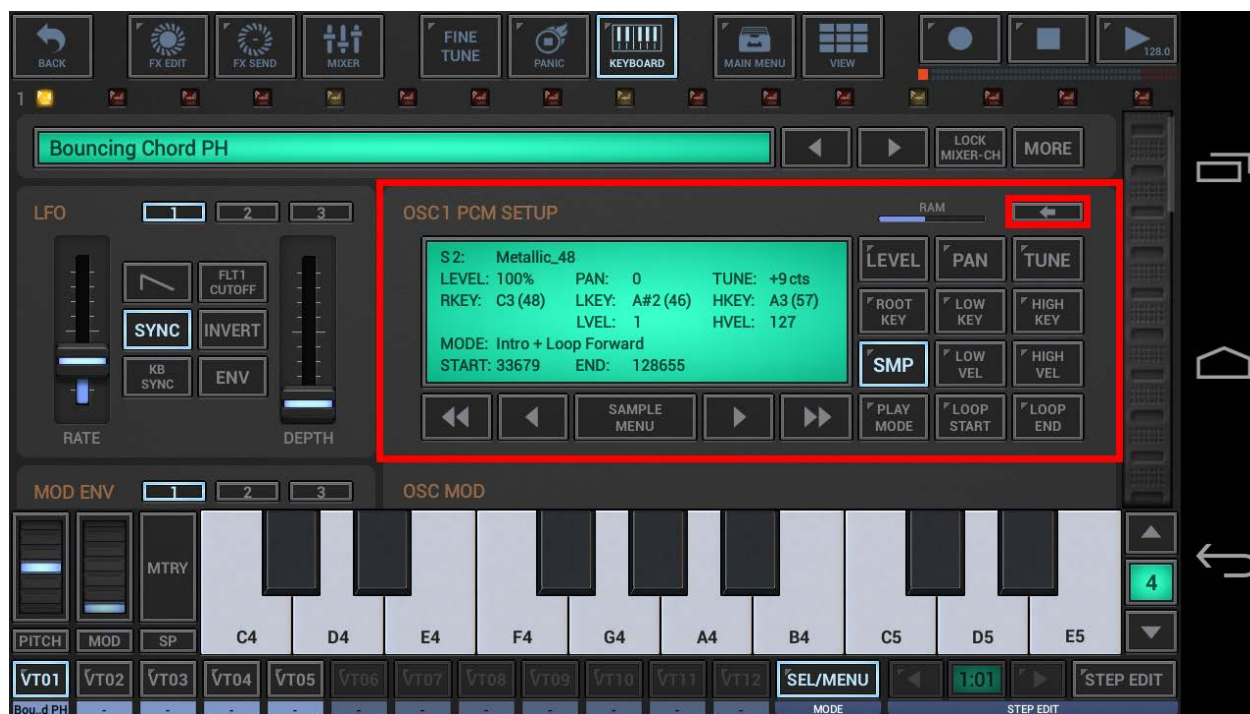 BACK FX EDIT FX SEND MIXER FINE TUNE PANIC KEYBOARD MAIN MENU VIEW 128.0
1
Bouncing Chord PH LOCK MIXER-CH MORE
LFO 1 2 3
FLT1 CUTOFF
SYNC INVERT
KB SYNC ENV
RATE DEPTH
OSC1 PCM SETUP RAM
S 2: Metallic_48
LEVEL: 100% PAN: 0 TUNE: +9 cts
RKEY: C3 (48) LKEY: A#2 (46) HKEY: A3 (57)
LVEL: 1 HVEL: 127
MODE: Intro + Loop Forward
START: 33679 END: 128655
LEVEL PAN TUNE
ROOT KEY LOW KEY HIGH KEY
SMP LOW VEL HIGH VEL
SAMPLE MENU PLAY MODE LOOP START LOOP END
MOD ENV 1 2 3 OSC MOD
MTRY
4
PITCH MOD SP C4 D4 E4 F4 G4 A4 B4 C5 D5 E5
VT01 VT02 VT03 VT04 VT05 VT06 VT07 VT08 VT09 VT10 VT11 VT12 SEL/MENU 1:01 STEP EDIT
Bou..d PH - - - - - - - - - - - MODE STEP EDIT